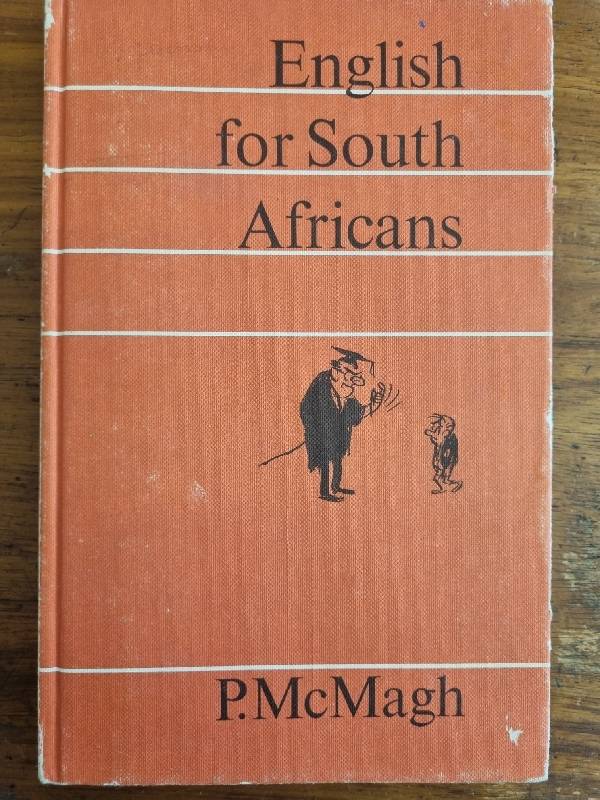 English
for South
Africans
P. McMagh